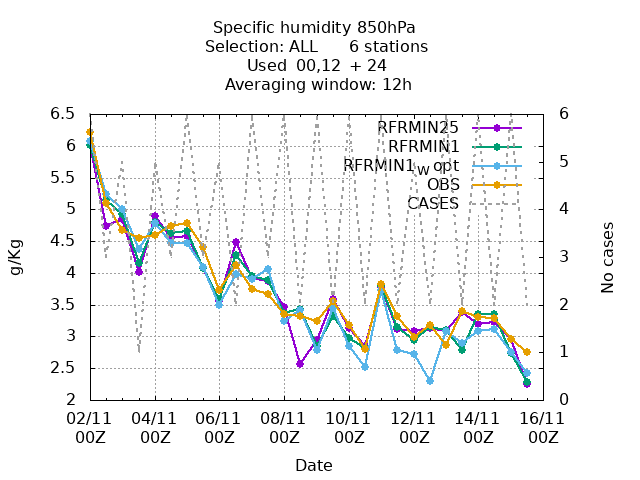 Specific humidity 850hPa
Selection: ALL 6 stations
Used 00,12 + 24
Averaging window: 12h
g/Kg
6.5
6
5.5
5
4.5
4
3.5
3
2.5
2
RFRMIN25
RFRMIN1
RFRMIN1w opt
OBS
CASES
6
5
4
3
2
1
0
No cases
02/11 04/11 06/11 08/11 10/11 12/11 14/11 16/11
00Z 00Z 00Z 00Z 00Z 00Z 00Z 00Z
Date